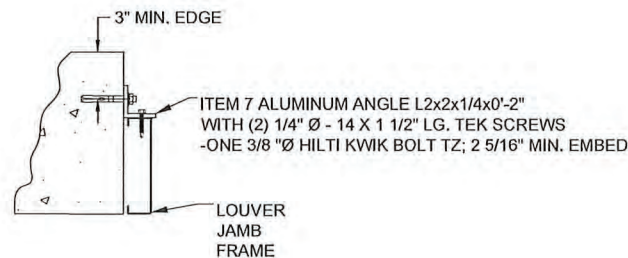 3" MIN. EDGE
ITEM 7 ALUMINUM ANGLE L2x2x1/4x0'-2"
WITH (2) 1/4" Ø - 14 X 1 1/2" LG. TEK SCREWS
-ONE 3/8 "Ø HILTI KWIK BOLT TZ; 2 5/16" MIN. EMBED
LOUVER
JAMB
FRAME